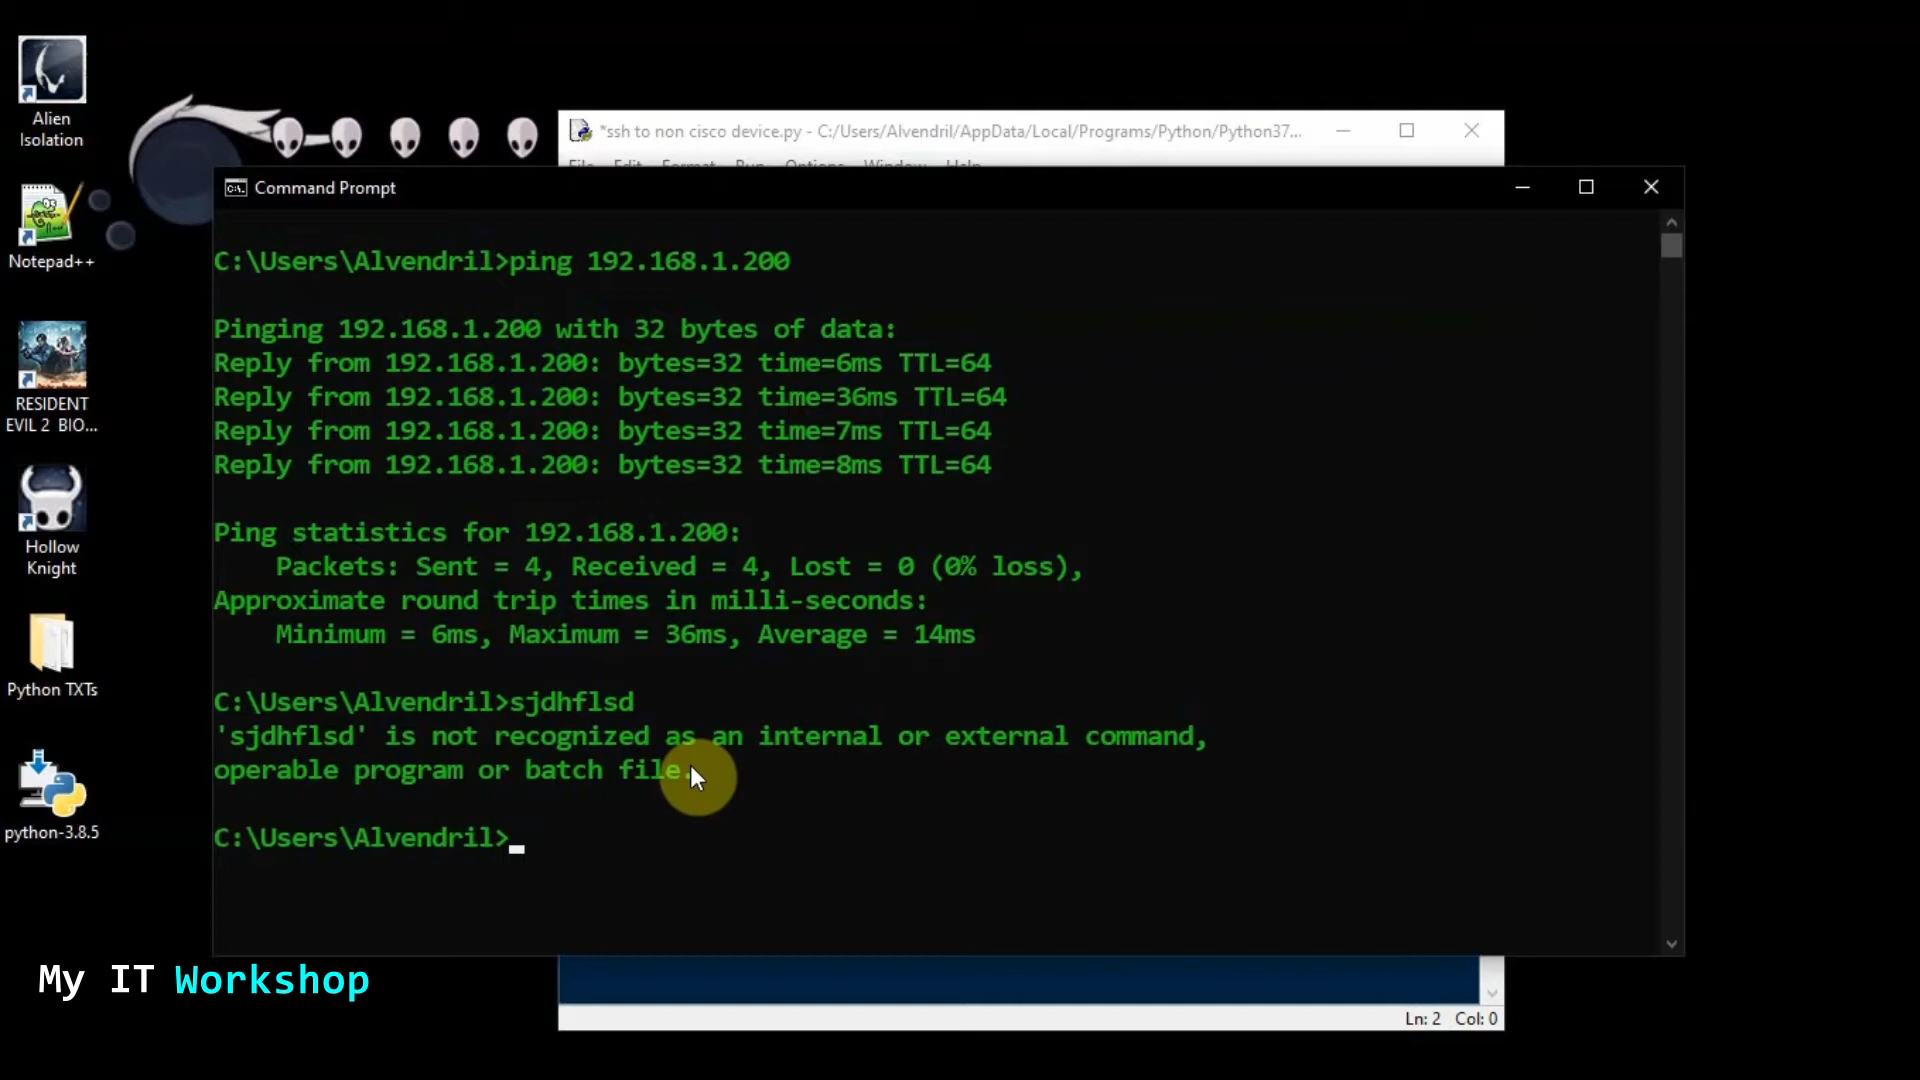 Alien
Isolation
Notepad++
RESIDENT
EVIL 2 BIO...
Hollow
Knight
Python TXTs
python-3.8.5
*ssh to non cisco device.py - C:/Users/Alvendril/AppData/Local/Programs/Python/Python37...
File Edit Format Run Options Window Help
Command Prompt
C:\Users\Alvendril>ping 192.168.1.200
Pinging 192.168.1.200 with 32 bytes of data:
Reply from 192.168.1.200: bytes=32 time=6ms TTL=64
Reply from 192.168.1.200: bytes=32 time=36ms TTL=64
Reply from 192.168.1.200: bytes=32 time=7ms TTL=64
Reply from 192.168.1.200: bytes=32 time=8ms TTL=64
Ping statistics for 192.168.1.200:
Packets: Sent = 4, Received = 4, Lost = 0 (0% loss),
Approximate round trip times in milli-seconds:
Minimum = 6ms, Maximum = 36ms, Average = 14ms
C:\Users\Alvendril>sjdhflsd
'sjdhflsd' is not recognized as an internal or external command,
operable program or batch file.
C:\Users\Alvendril>
My IT Workshop
Ln: 2 Col: 0